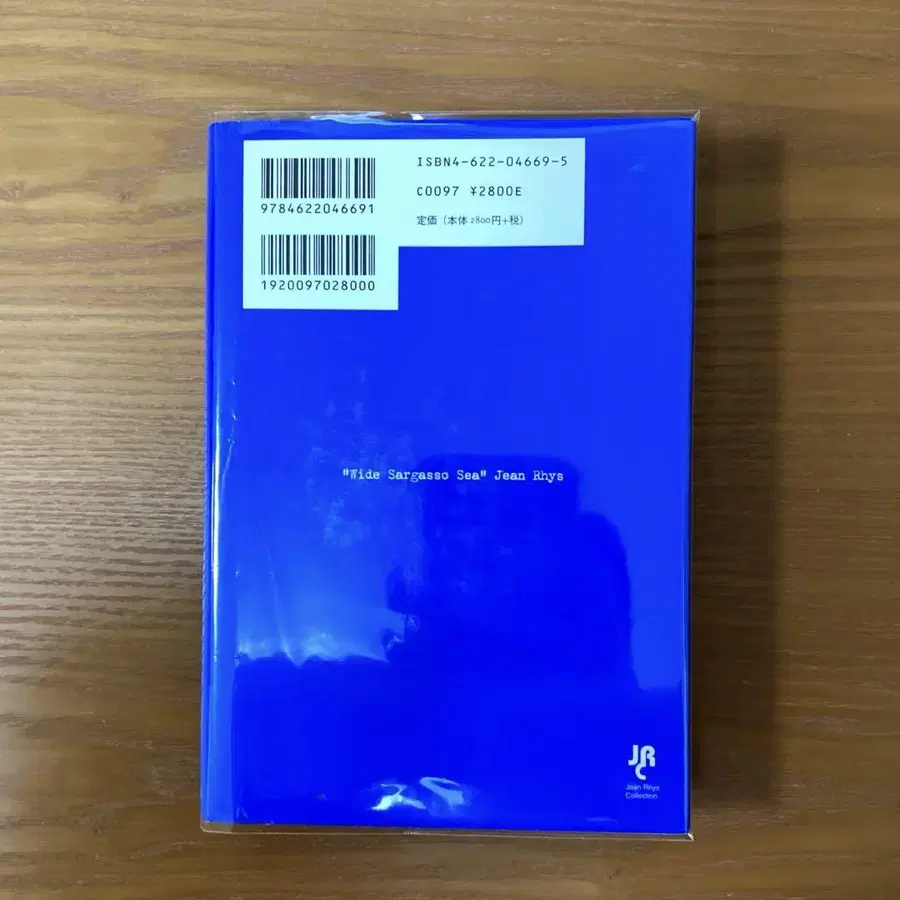 ISBN4-622-04669-5
C0097 ¥2800E
定価（本体2800円+税）
9784622046691
1920097028000
"Wide Sargasso Sea" Jean Rhys
JRC
Jean Rhys
Collection